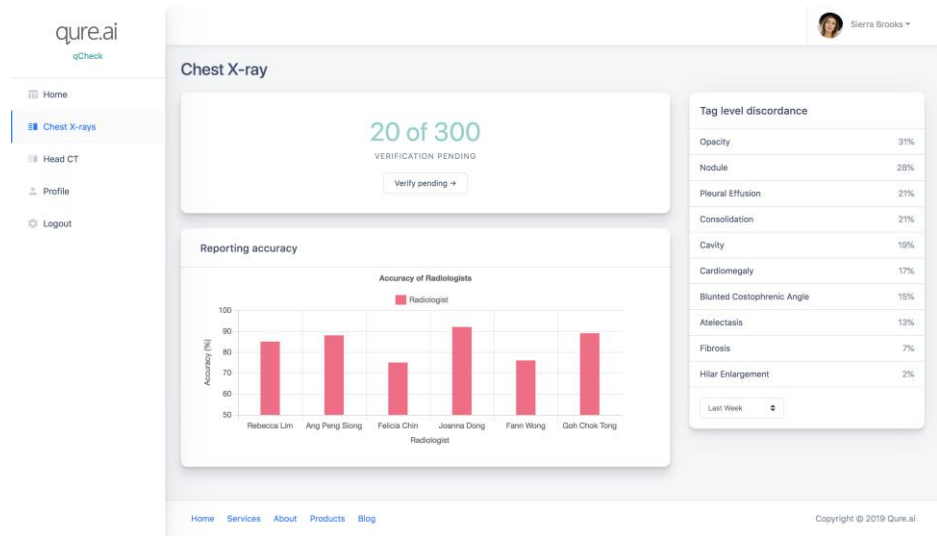 qure.ai
qCheck
Home
Chest X-rays
Head CT
Profile
Logout
Sierra Brooks
Chest X-ray
20 of 300
VERIFICATION PENDING
Verify pending →
Reporting accuracy
Accuracy of Radiologists
Radiologist
100
90
80
70
60
50
Accuracy (%)
Rebecca Lim Ang Peng Siong Felicia Chin Joanna Dong Fann Wong Goh Chok Tong
Radiologist
Tag level discordance
Opacity 31%
Nodule 28%
Pleural Effusion 21%
Consolidation 21%
Cavity 19%
Cardiomegaly 17%
Blunted Costophrenic Angle 15%
Atelectasis 13%
Fibrosis 7%
Hilar Enlargement 2%
Last Week
Home Services About Products Blog
Copyright © 2019 Qure.ai